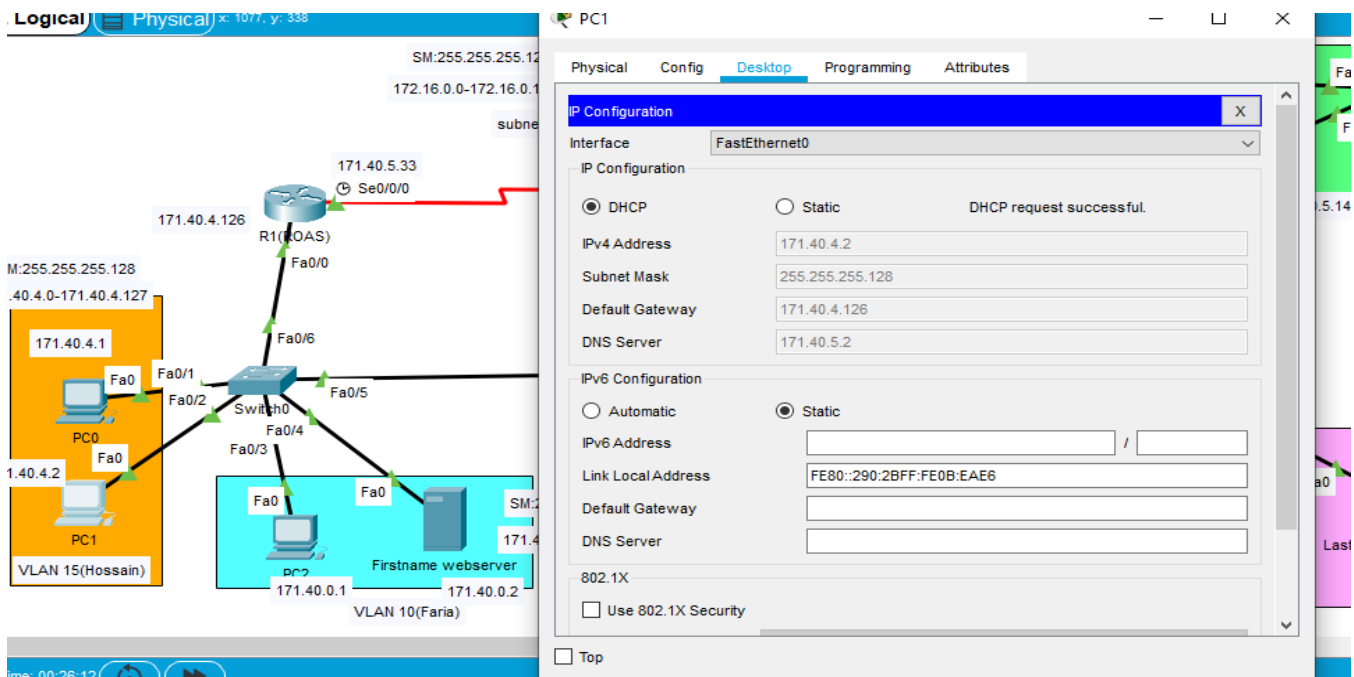 Logical
Physical
x: 1077, y: 338
SM:255.255.255.12
172.16.0.0-172.16.0.1
subne
171.40.5.33
Se0/0/0
171.40.4.126
R1(ROAS)
Fa0/0
M:255.255.255.128
.40.4.0-171.40.4.127
171.40.4.1
Fa0/6
Fa0
Fa0/1
Fa0/2
Switch0
Fa0/5
PC0
Fa0/4
Fa0/3
Fa0
1.40.4.2
PC1
VLAN 15(Hossain)
Fa0
Fa0
SM:2
171.4
PC2
Firstname webserver
171.40.0.1
171.40.0.2
VLAN 10(Faria)
ime: 00:26:12
PC1
Physical
Config
Desktop
Programming
Attributes
IP Configuration
X
Interface
FastEthernet0
IP Configuration
DHCP
Static
DHCP request successful.
IPv4 Address
171.40.4.2
Subnet Mask
255.255.255.128
Default Gateway
171.40.4.126
DNS Server
171.40.5.2
IPv6 Configuration
Automatic
Static
IPv6 Address
/
Link Local Address
FE80::290:2BFF:FE0B:EAE6
Default Gateway
DNS Server
802.1X
Use 802.1X Security
Top
Fa
F
.5.14
a0
Last